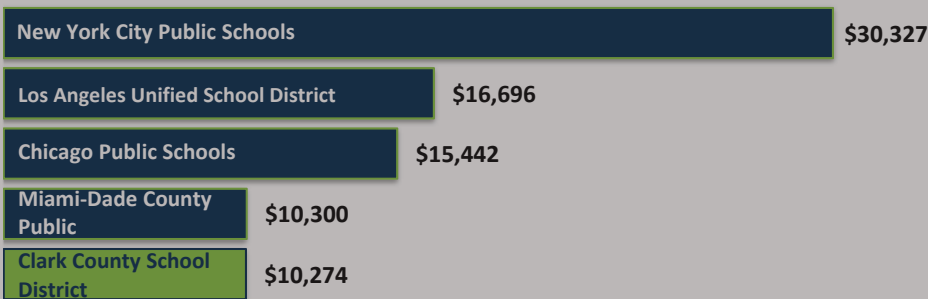 New York City Public Schools
$30,327
Los Angeles Unified School District
$16,696
Chicago Public Schools
$15,442
Miami-Dade County
Public
$10,300
Clark County School
District
$10,274